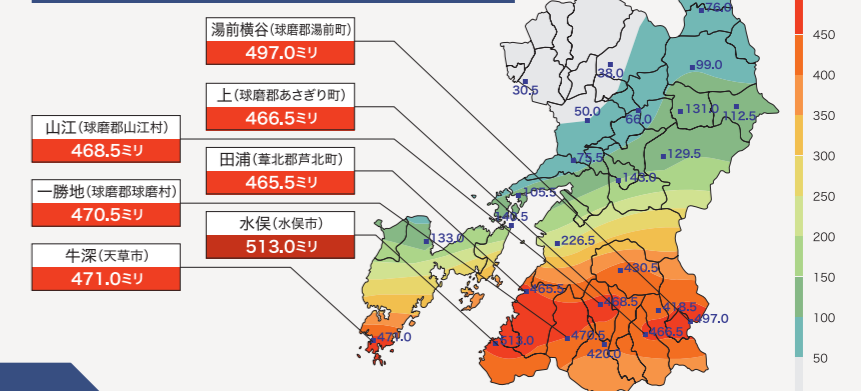 湯前横谷(球磨郡湯前町)
497.0ミリ
上(球磨郡あさぎり町)
466.5ミリ
山江(球磨郡山江村)
468.5ミリ
田浦(葦北郡芦北町)
465.5ミリ
一勝地(球磨郡球磨村)
470.5ミリ
水俣(水俣市)
513.0ミリ
牛深(天草市)
471.0ミリ
76.0
99.0
38.0
30.5
50.0
66.0
131.0
112.5
75.5
129.5
143.0
105.5
140.5
133.0
226.5
430.5
465.5
468.5
418.5
497.0
466.5
470.5
420.0
513.0
471.0
450
400
350
300
250
200
150
100
50